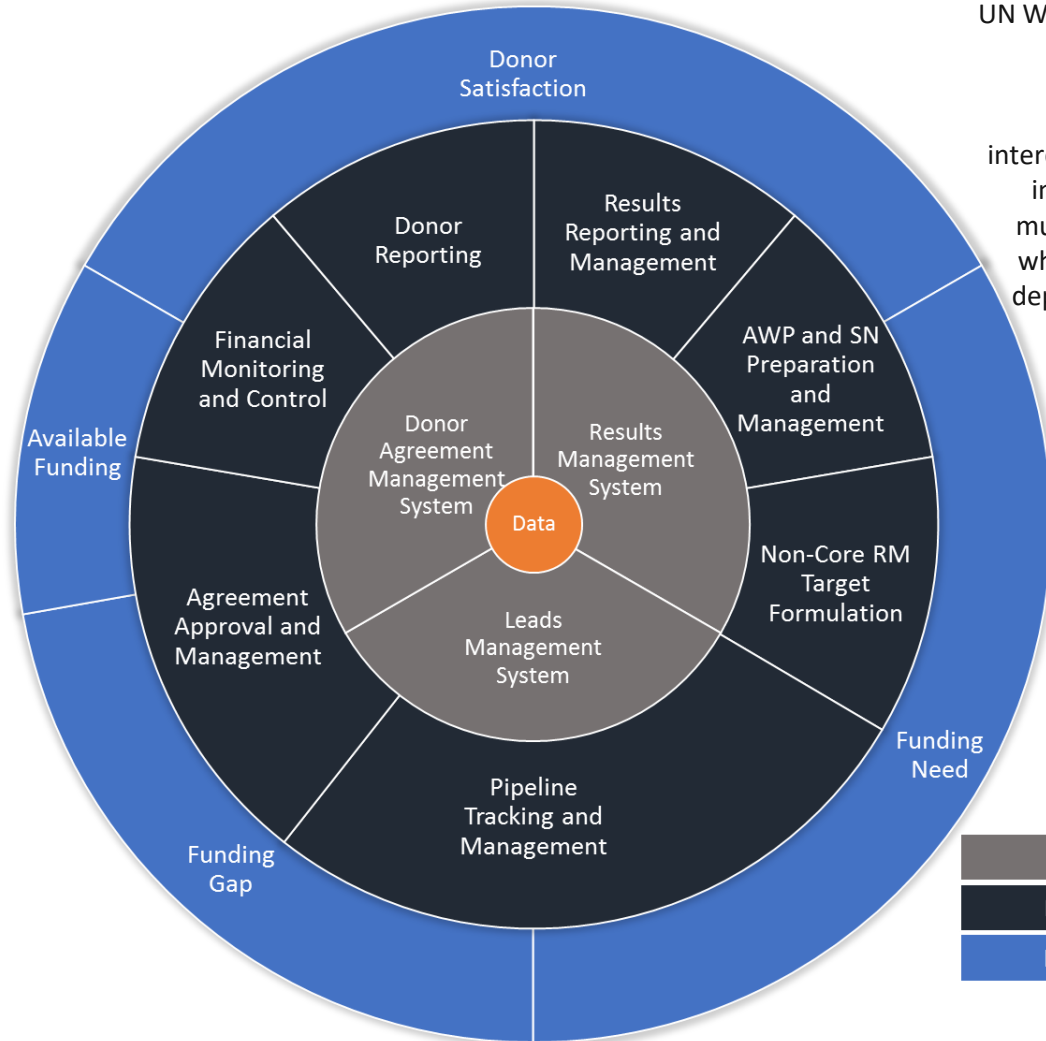 UN W
Donor
Satisfaction
Donor
Reporting
Results
Reporting and
Management
Financial
Monitoring
and Control
AWP and SN
Preparation
and
Management
Available
Funding
Donor
Agreement
Management
System
Results
Management
System
Data
Non-Core RM
Target
Formulation
Agreement
Approval and
Management
Leads
Management
System
Funding
Need
Pipeline
Tracking and
Management
Funding
Gap